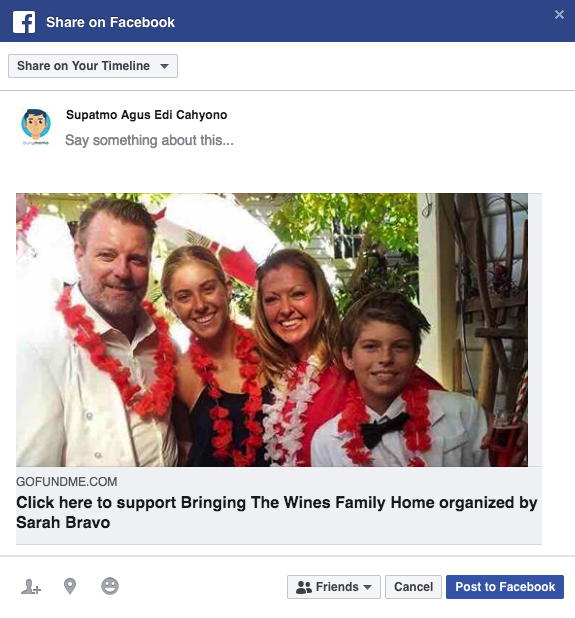 Share on Facebook
Share on Your Timeline
Supatmo Agus Edi Cahyono
Say something about this...
GOFUNDME.COM
Click here to support Bringing The Wines Family Home organized by
Sarah Bravo
Friends Cancel Post to Facebook